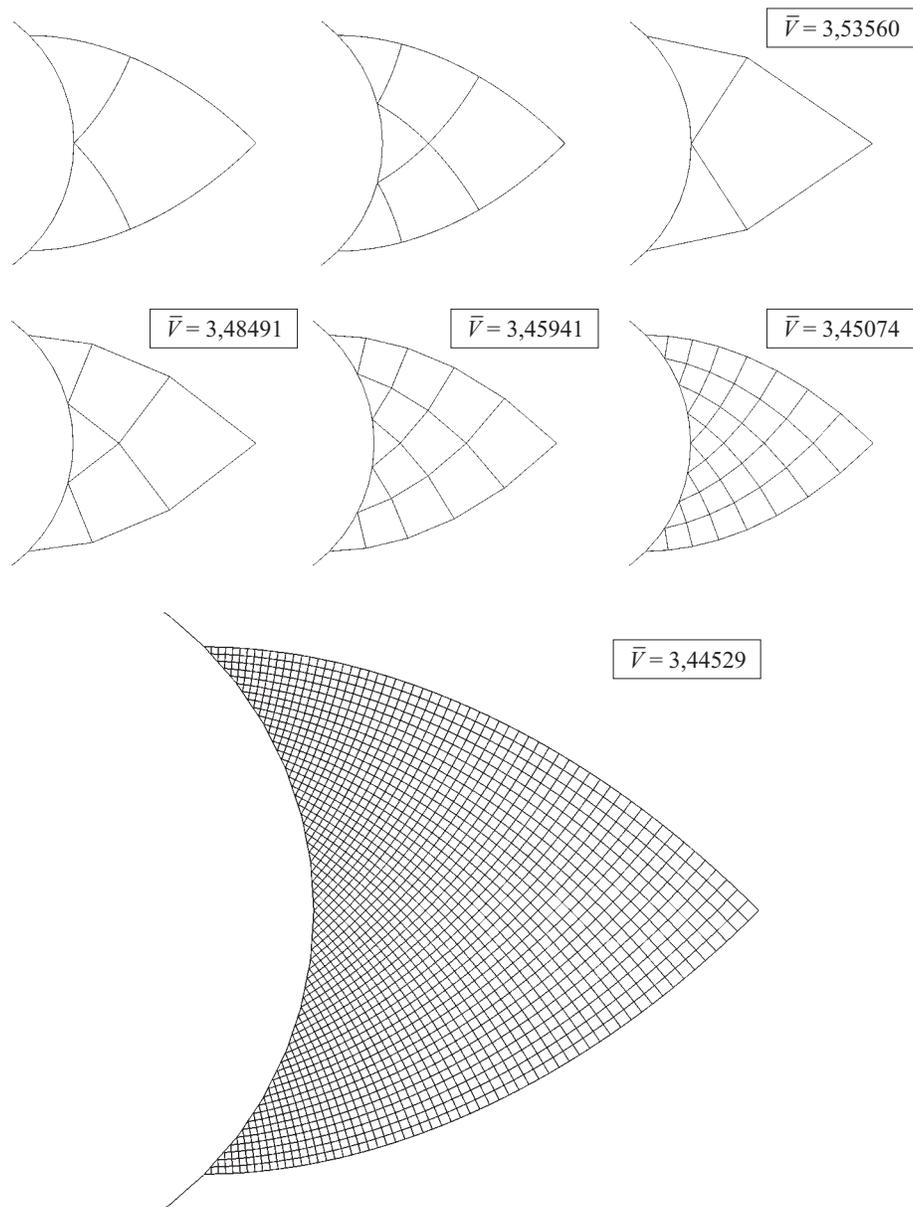 V̄ = 3,53560
V̄ = 3,48491
V̄ = 3,45941
V̄ = 3,45074
V̄ = 3,44529